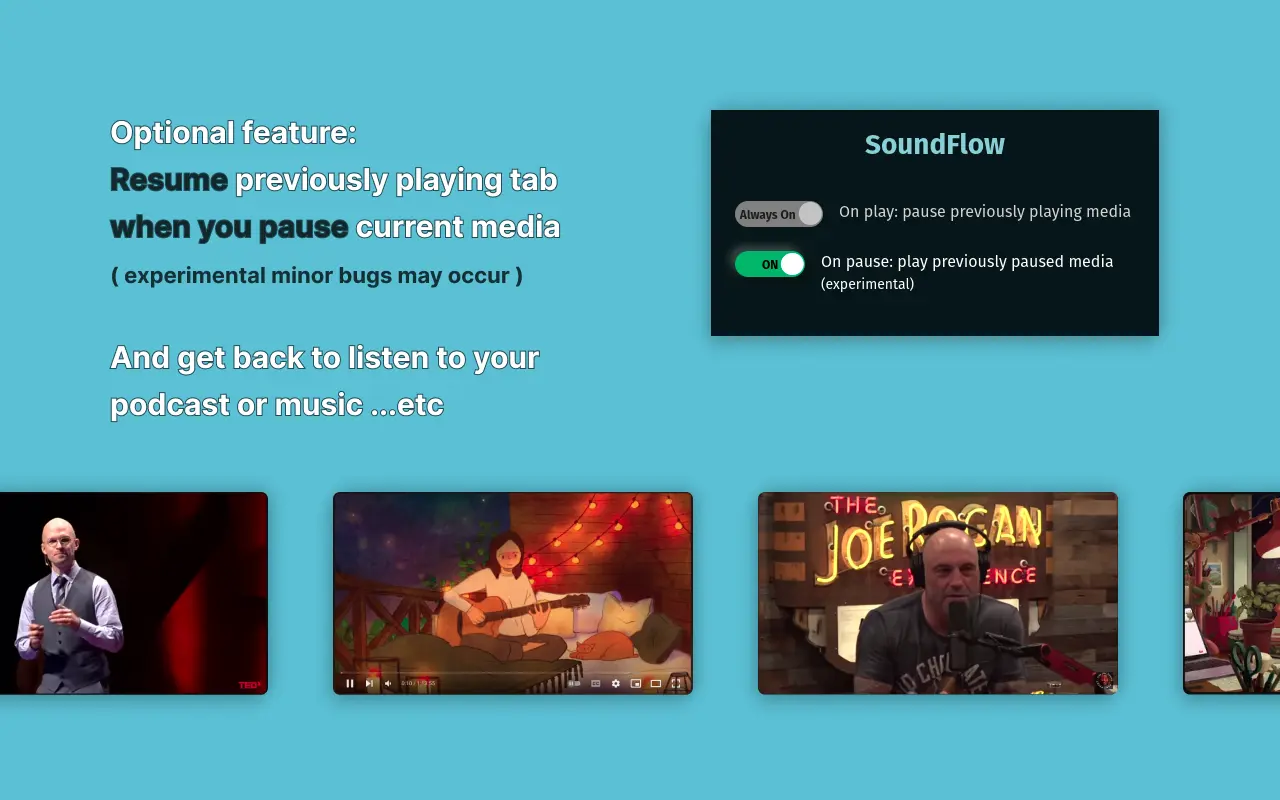 Optional feature:
Resume previously playing tab
when you pause current media
( experimental minor bugs may occur )
And get back to listen to your
podcast or music ...etc
SoundFlow
Always On
On play: pause previously playing media
ON
On pause: play previously paused media
(experimental)
TEDx
THE
JOE ROGAN